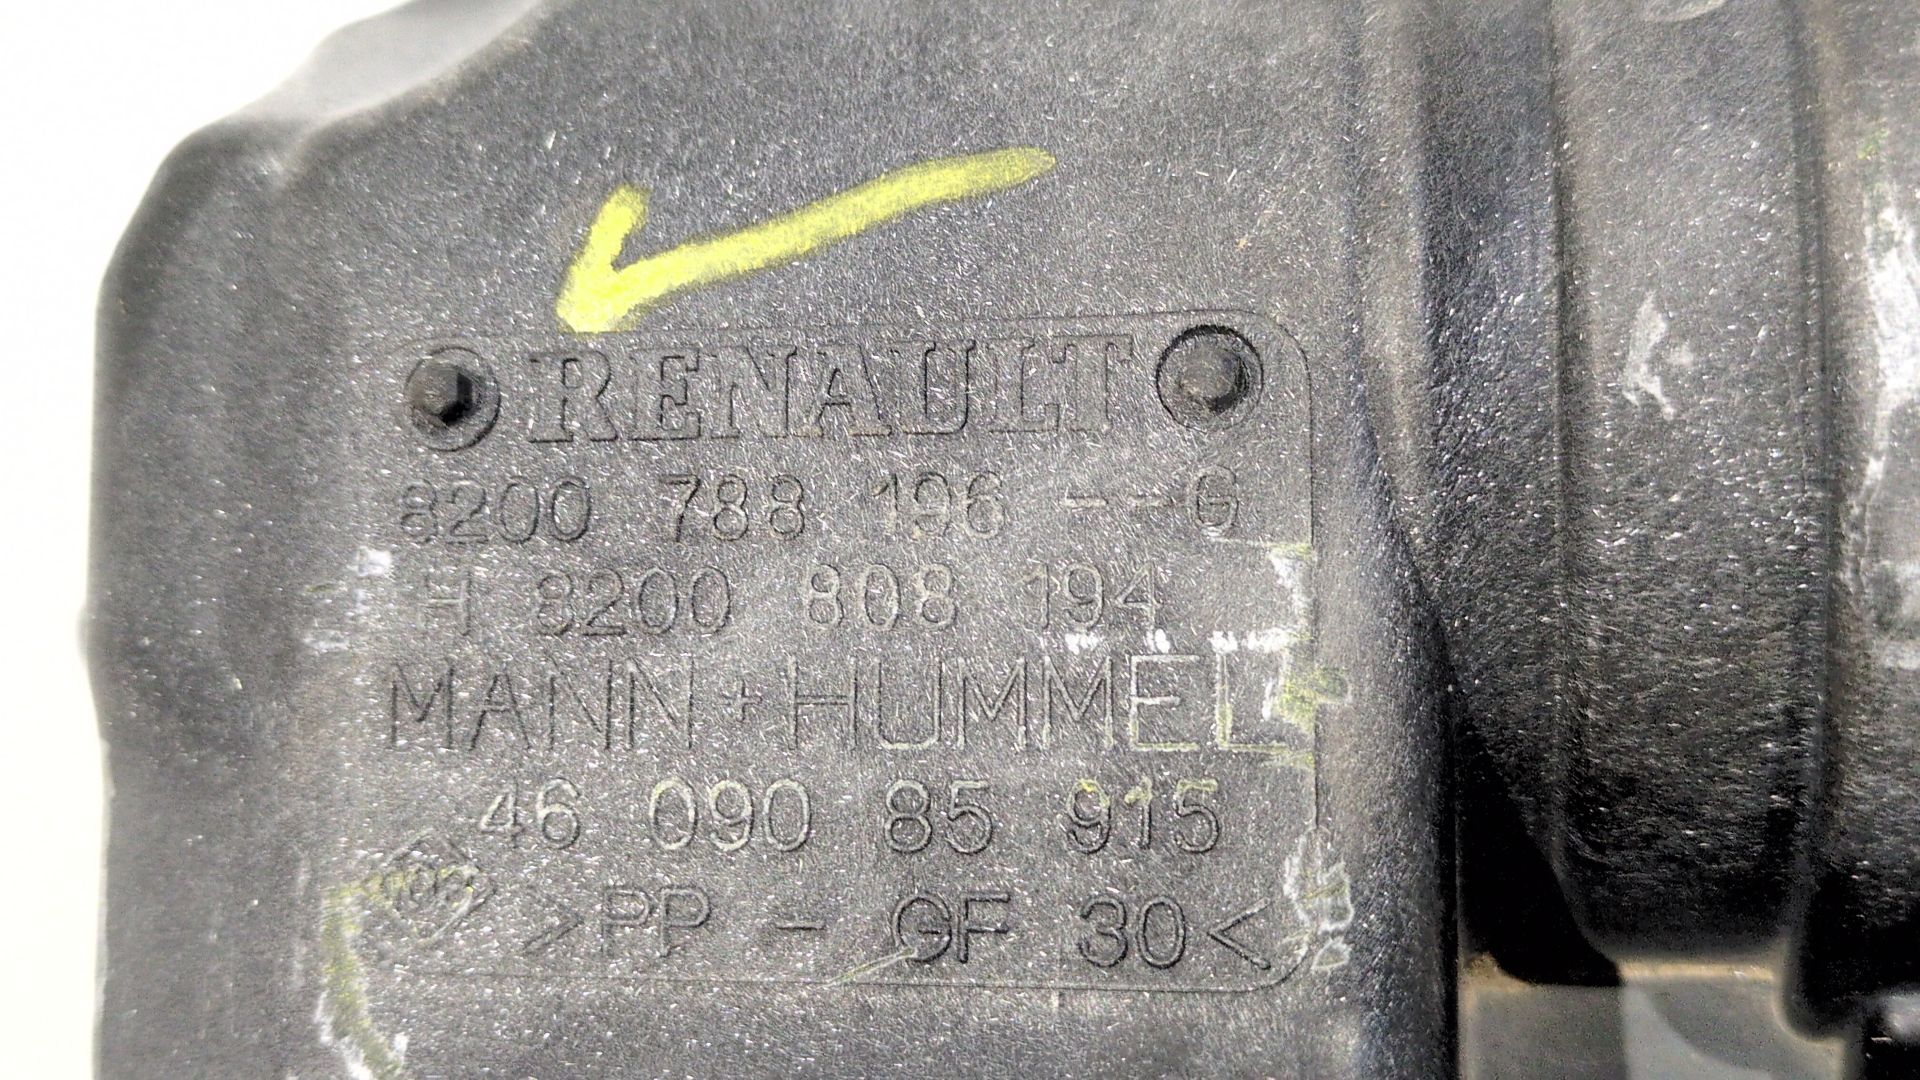 RENAULT
8200 788 196 --G
H 8200 808 194
MANN+HUMMEL
46 090 85 915
>PP - GF 30<